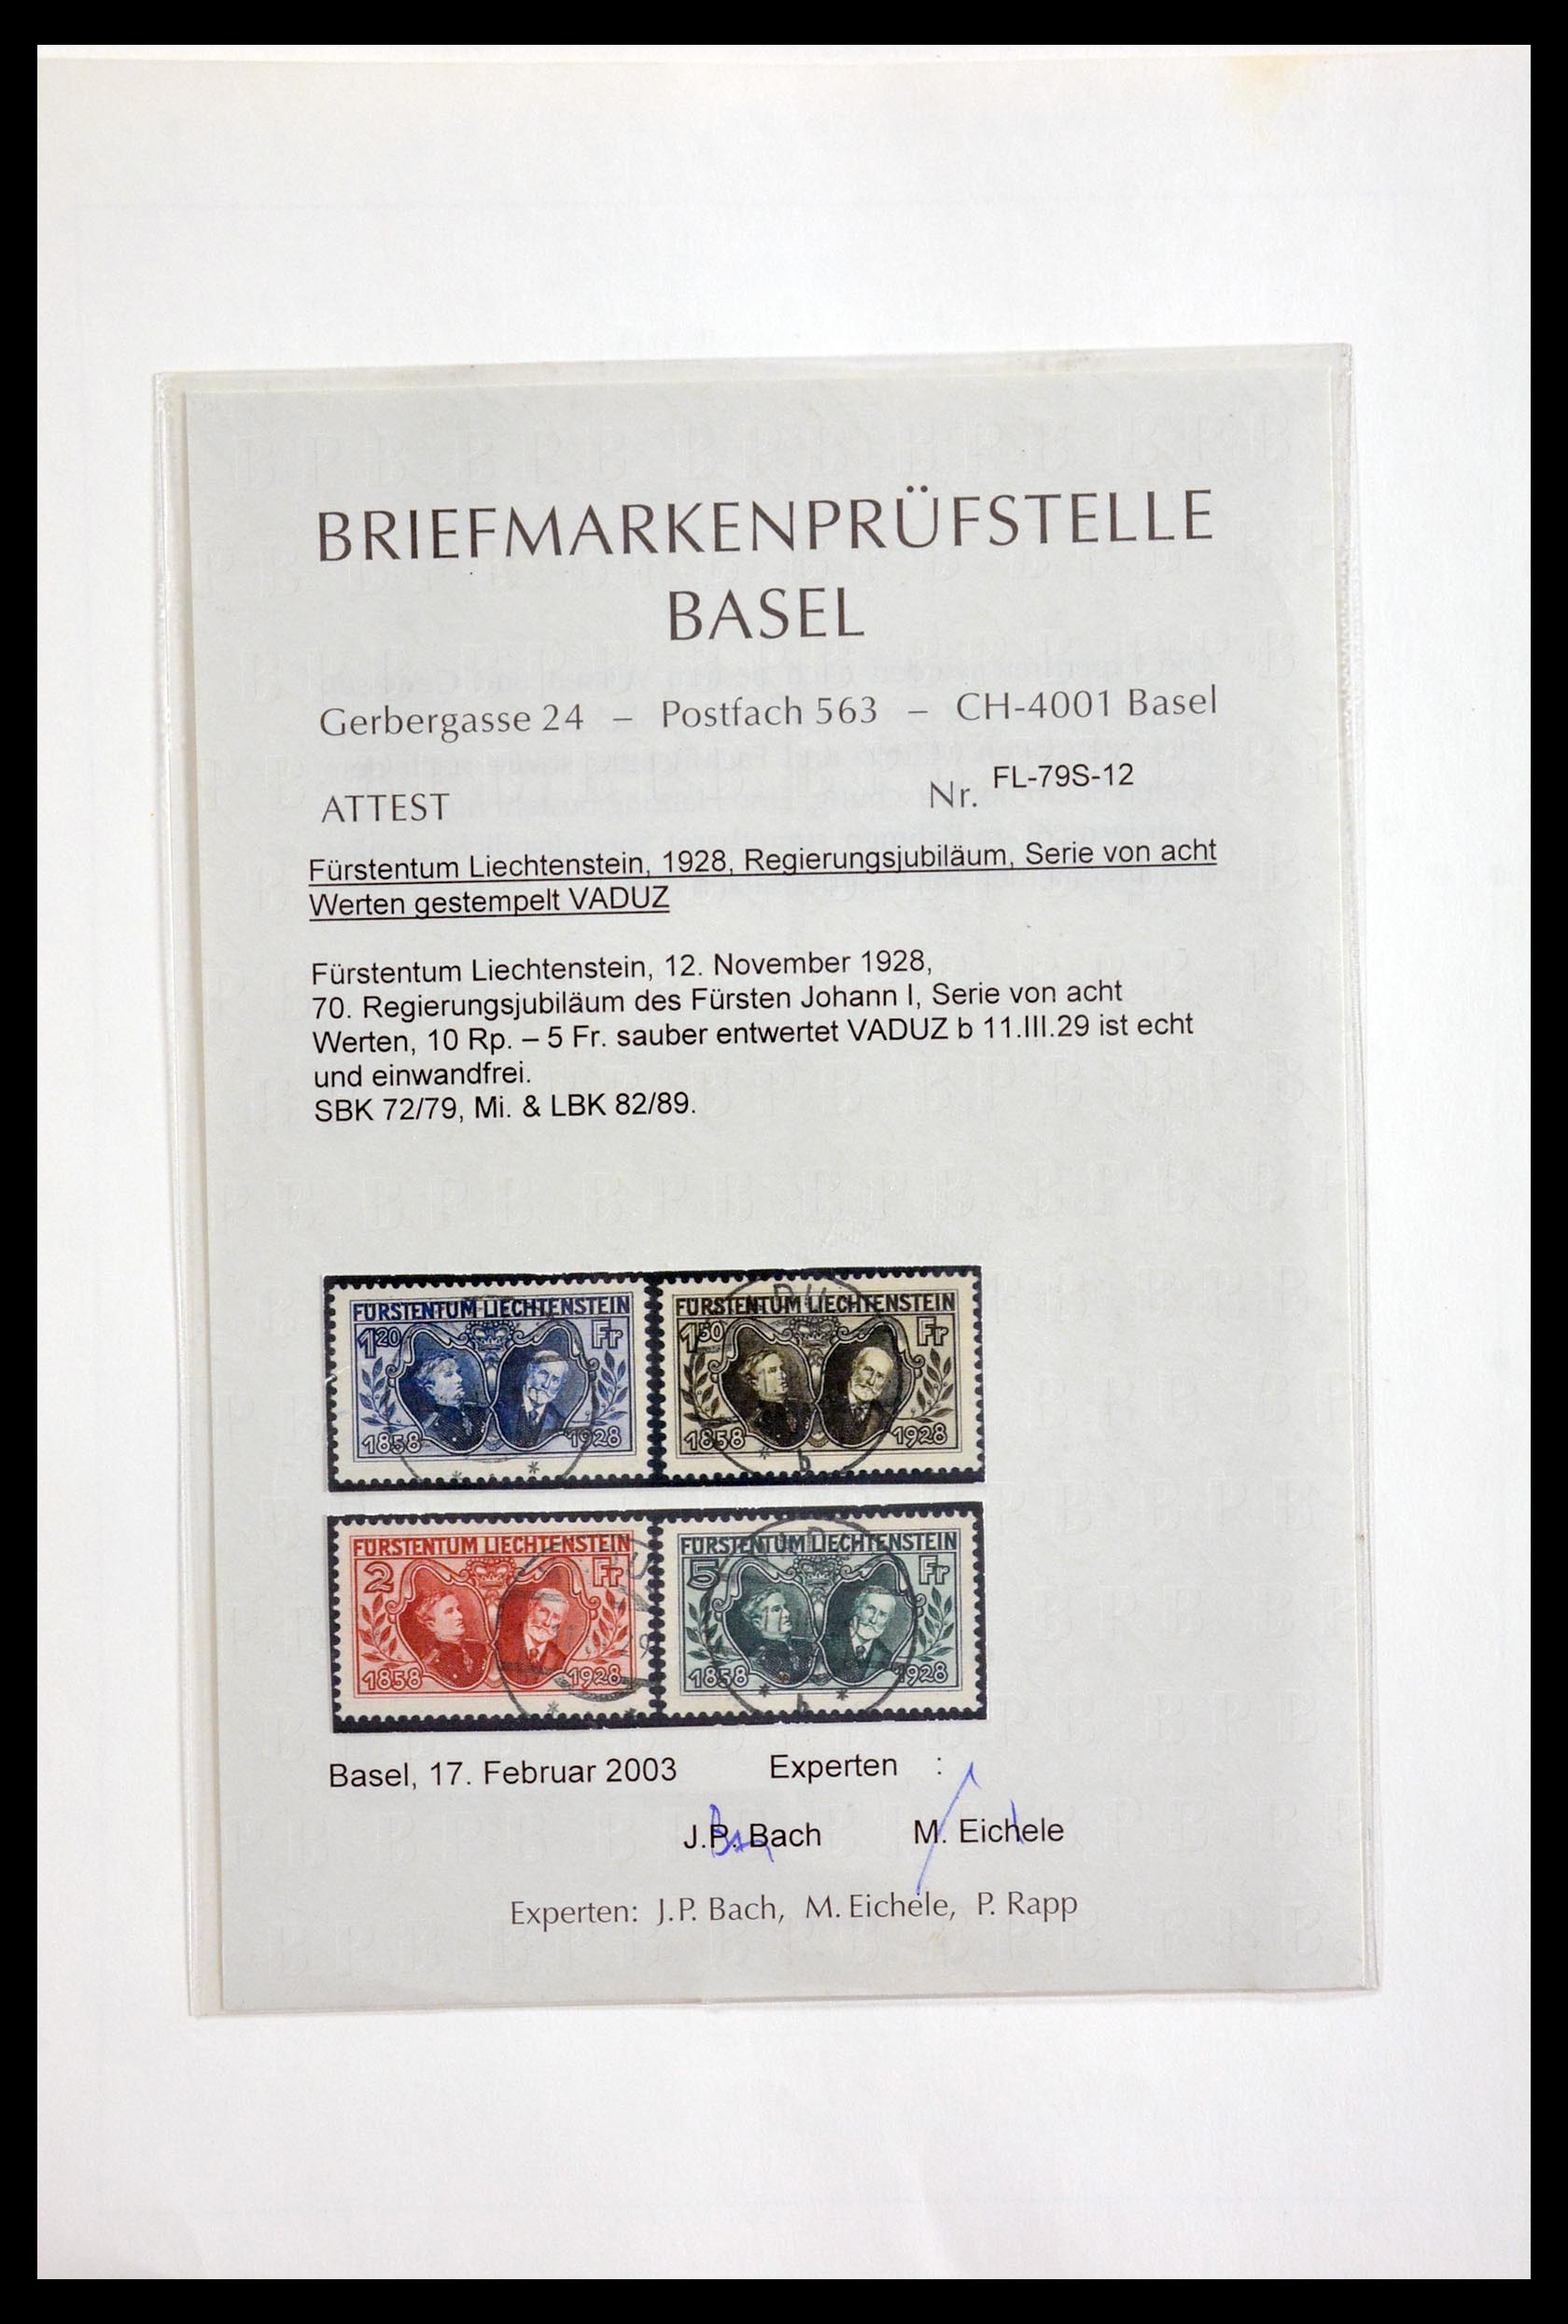 BRIEFMARKENPRÜFSTELLE
BASEL
Gerbergasse 24 – Postfach 563 – CH-4001 Basel
ATTEST Nr. FL-79S-12
Fürstentum Liechtenstein, 1928, Regierungsjubiläum, Serie von acht
Werten gestempelt VADUZ
Fürstentum Liechtenstein, 12. November 1928,
70. Regierungsjubiläum des Fürsten Johann I, Serie von acht
Werten, 10 Rp. – 5 Fr. sauber entwertet VADUZ b 11.III.29 ist echt
und einwandfrei.
SBK 72/79, Mi. & LBK 82/89.
FÜRSTENTUM LIECHTENSTEIN
120 Fr
1858 1928
FÜRSTENTUM LIECHTENSTEIN
150 Fr
1858 1928
b
FÜRSTENTUM LIECHTENSTEIN
2 Fr
1858 1928
FÜRSTENTUM LIECHTENSTEIN
5 Fr
1858 1928
b
Basel, 17. Februar 2003 Experten :
J.P. Bach M. Eichele
Experten: J.P. Bach, M. Eichele, P. Rapp